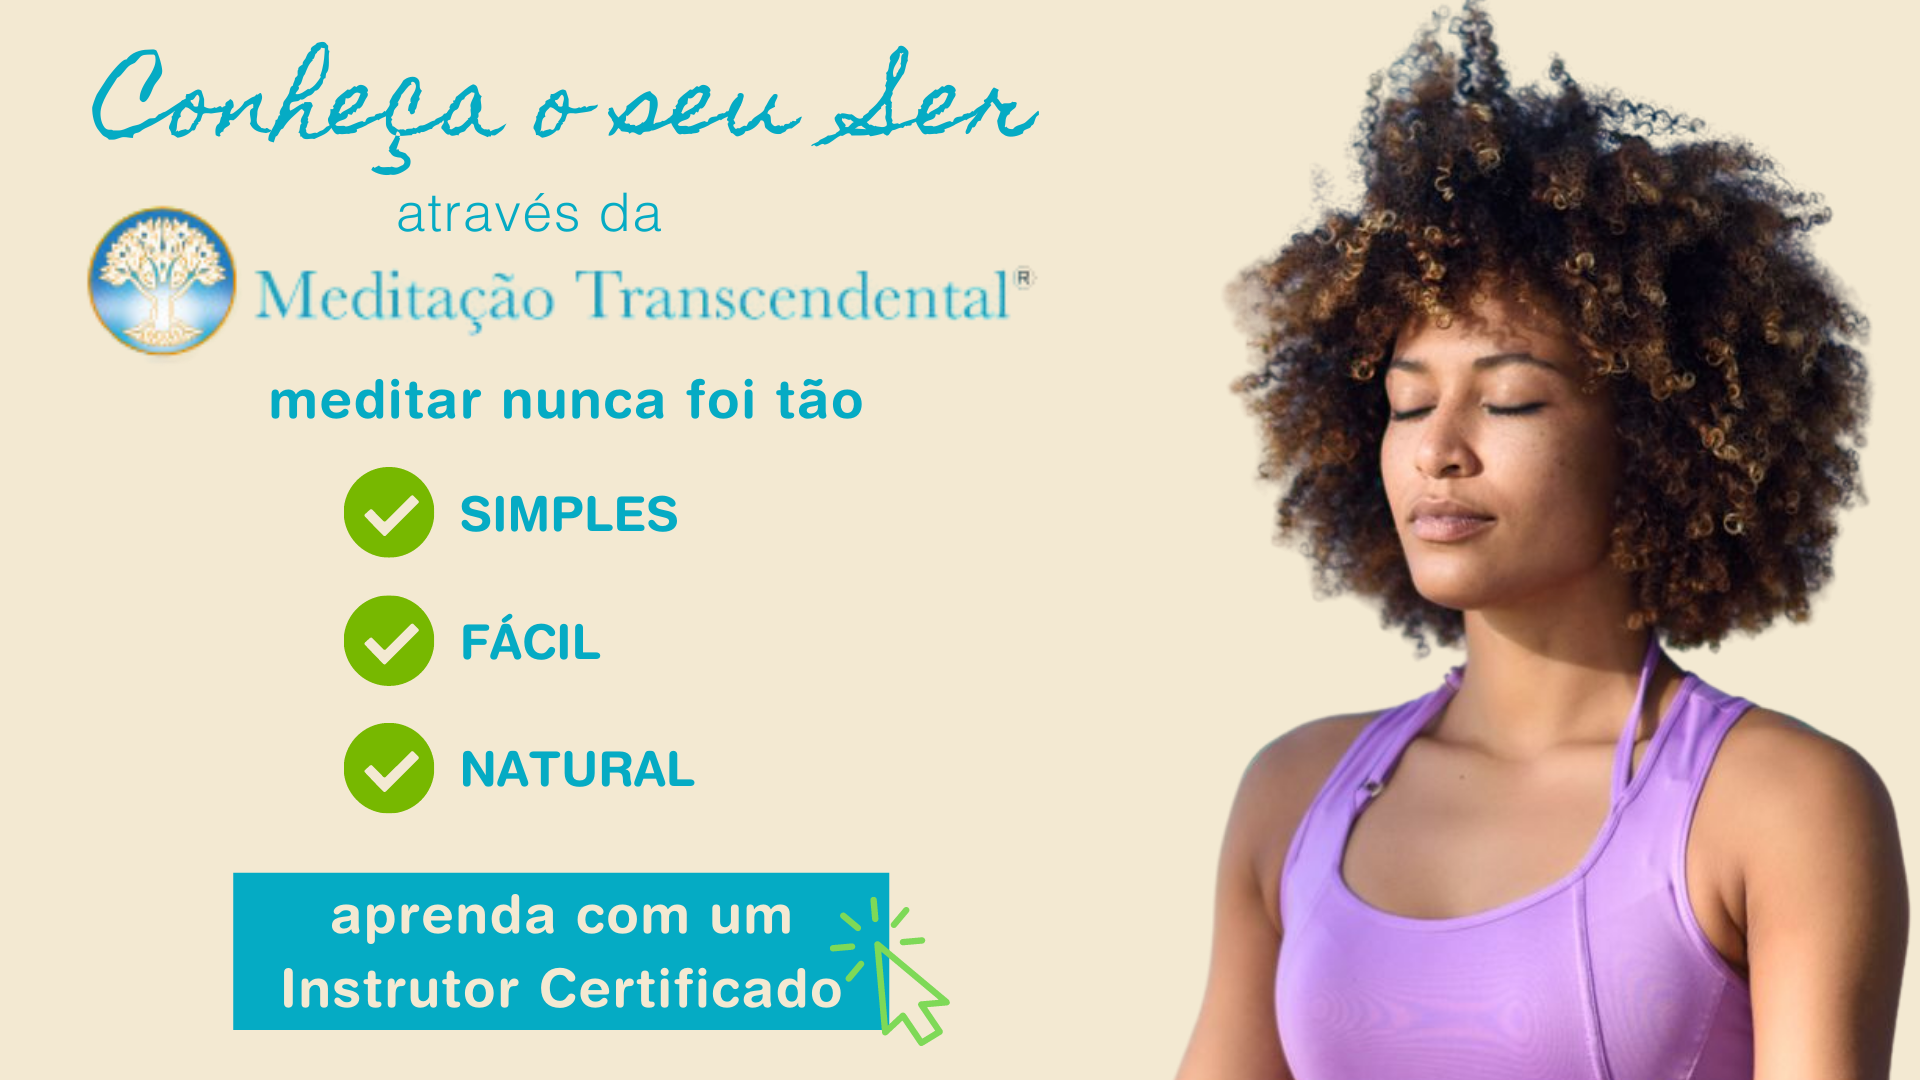 Conheça o seu Ser
através da
Meditação Transcendental®
meditar nunca foi tão
SIMPLES
FÁCIL
NATURAL
aprenda com um
Instrutor Certificado